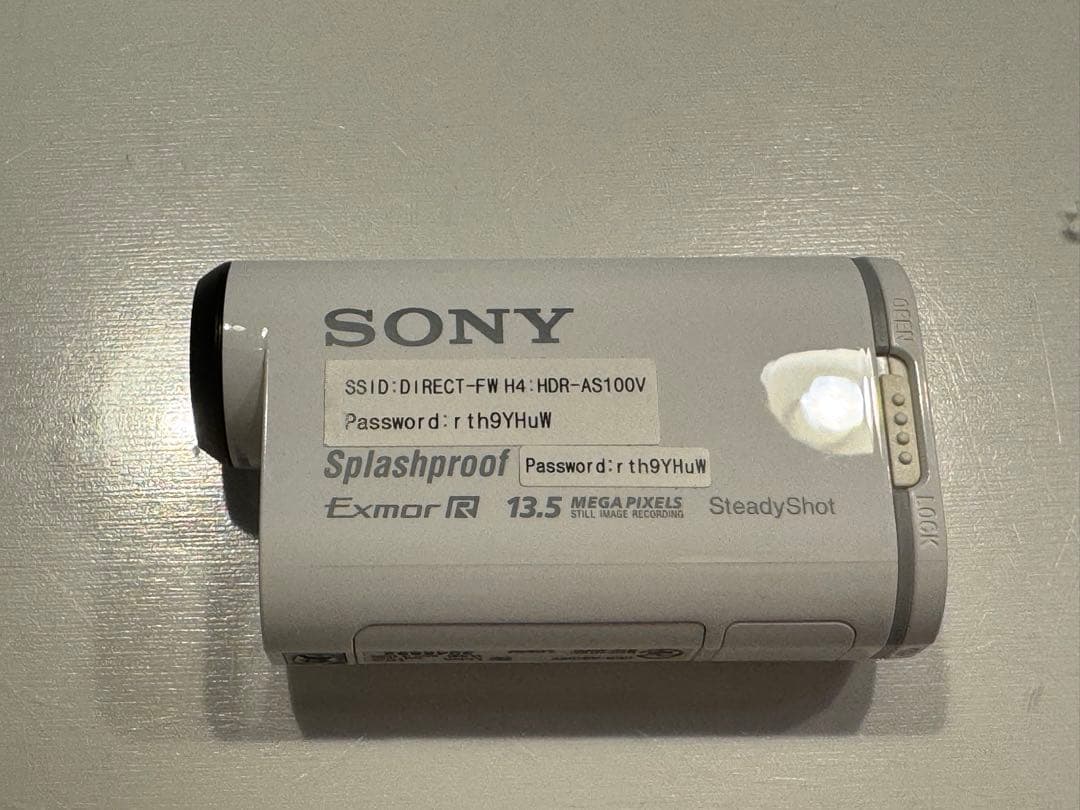 SONY
SSID:DIRECT-FWH4:HDR-AS100V
Password:rth9YHuW
Splashproof Password:rth9YHuW
Exmor R 13.5 MEGA PIXELS STILL IMAGE RECORDING SteadyShot
OPEN
LOCK